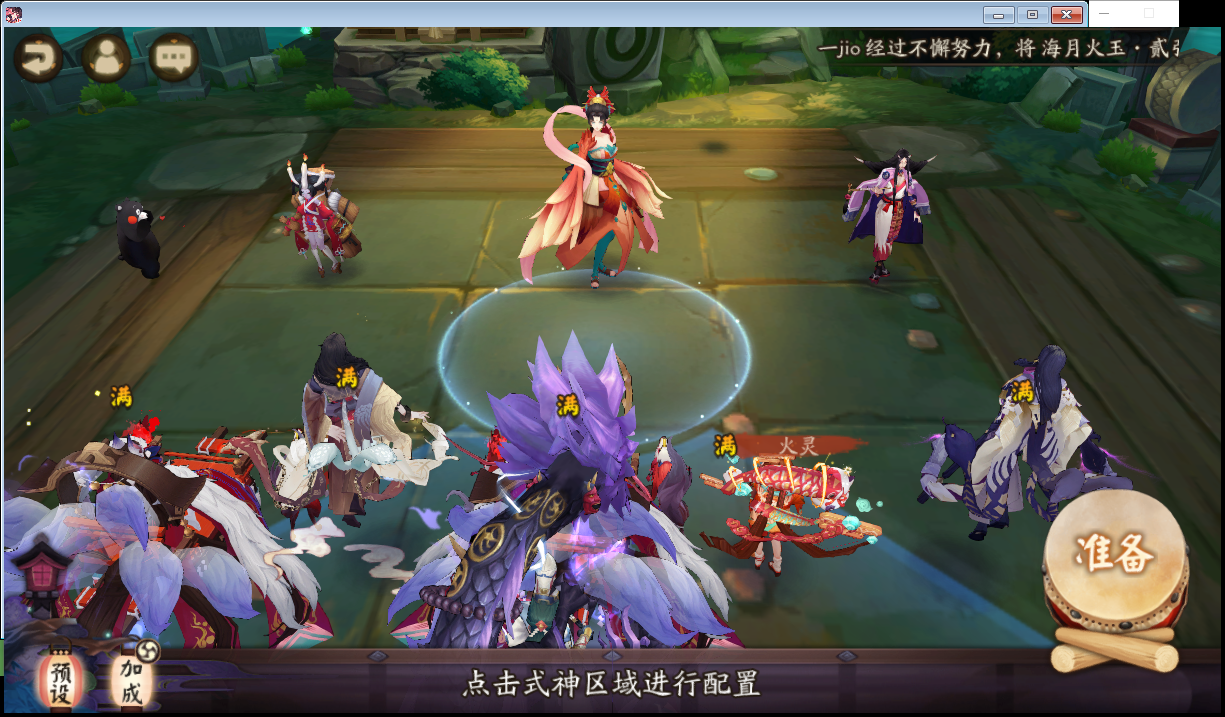 一jio 经过不懈努力，将 海月火玉·贰
满
满
满
满
火灵
满
准备
预设
加成
点击式神区域进行配置